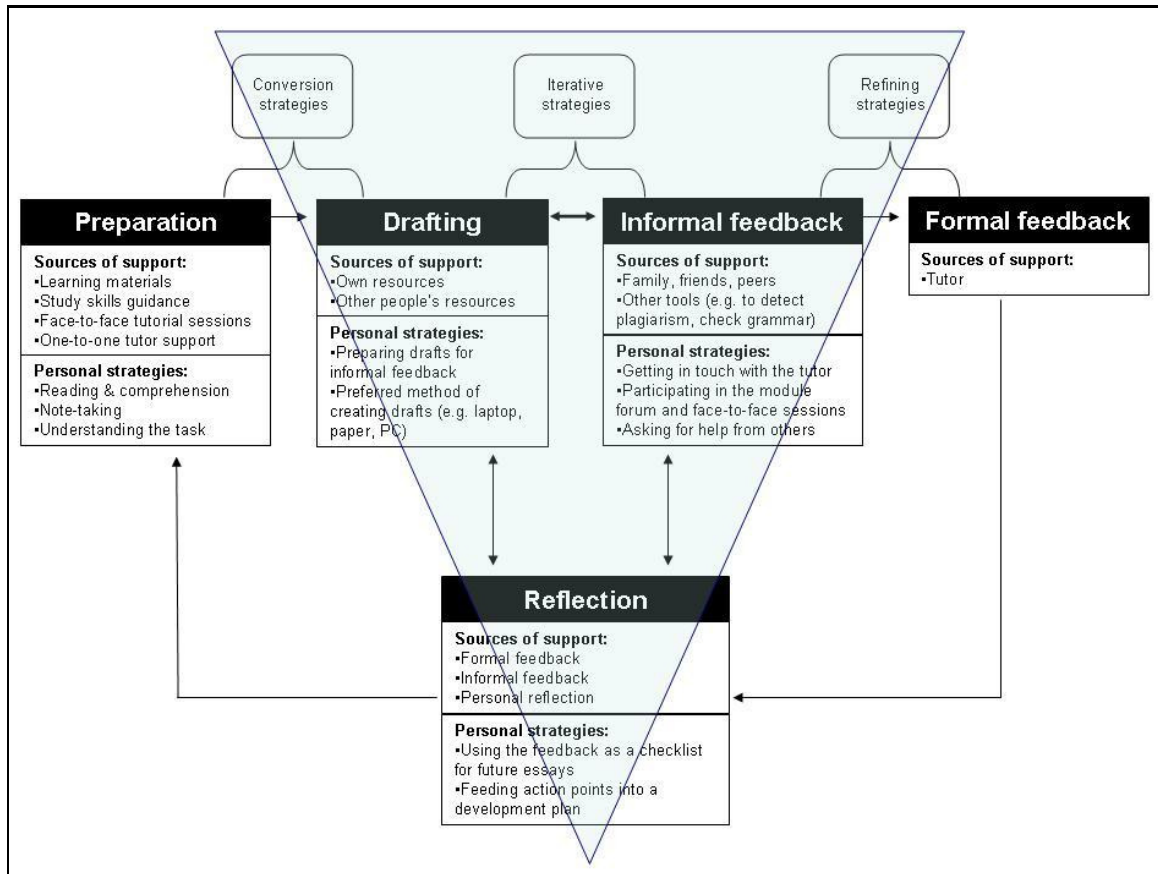 Conversion
strategies
Iterative
strategies
Refining
strategies
Preparation
Sources of support:
▪Learning materials
▪Study skills guidance
▪Face-to-face tutorial sessions
▪One-to-one tutor support
Personal strategies:
▪Reading & comprehension
▪Note-taking
▪Understanding the task
Drafting
Sources of support:
▪Own resources
▪Other people's resources
Personal strategies:
▪Preparing drafts for
informal feedback
▪Preferred method of
creating drafts (e.g. laptop,
paper, PC)
Informal feedback
Sources of support:
▪Family, friends, peers
▪Other tools (e.g. to detect
plagiarism, check grammar)
Personal strategies:
▪Getting in touch with the tutor
▪Participating in the module
forum and face-to-face sessions
▪Asking for help from others
Formal feedback
Sources of support:
▪Tutor
Reflection
Sources of support:
▪Formal feedback
▪Informal feedback
▪Personal reflection
Personal strategies:
▪Using the feedback as a checklist
for future essays
▪Feeding action points into a
development plan